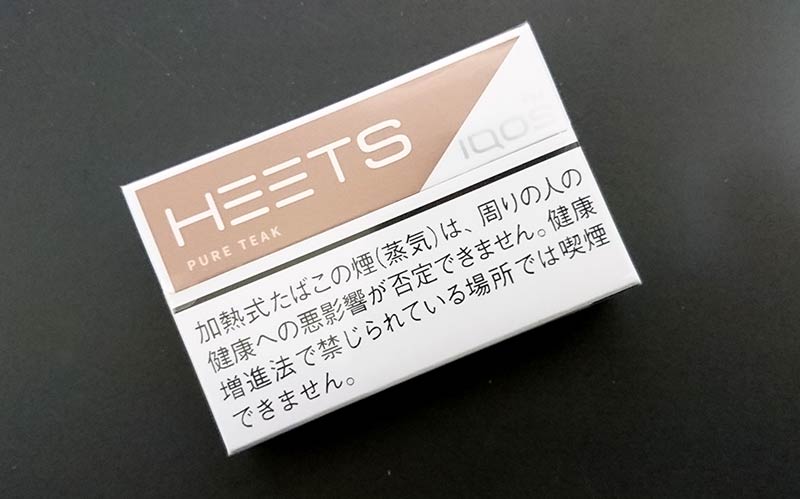 HEETS
PURE TEAK
IQOS
加熱式たばこの煙(蒸気)は、周りの人の
健康への悪影響が否定できません。健康
増進法で禁じられている場所では喫煙
できません。